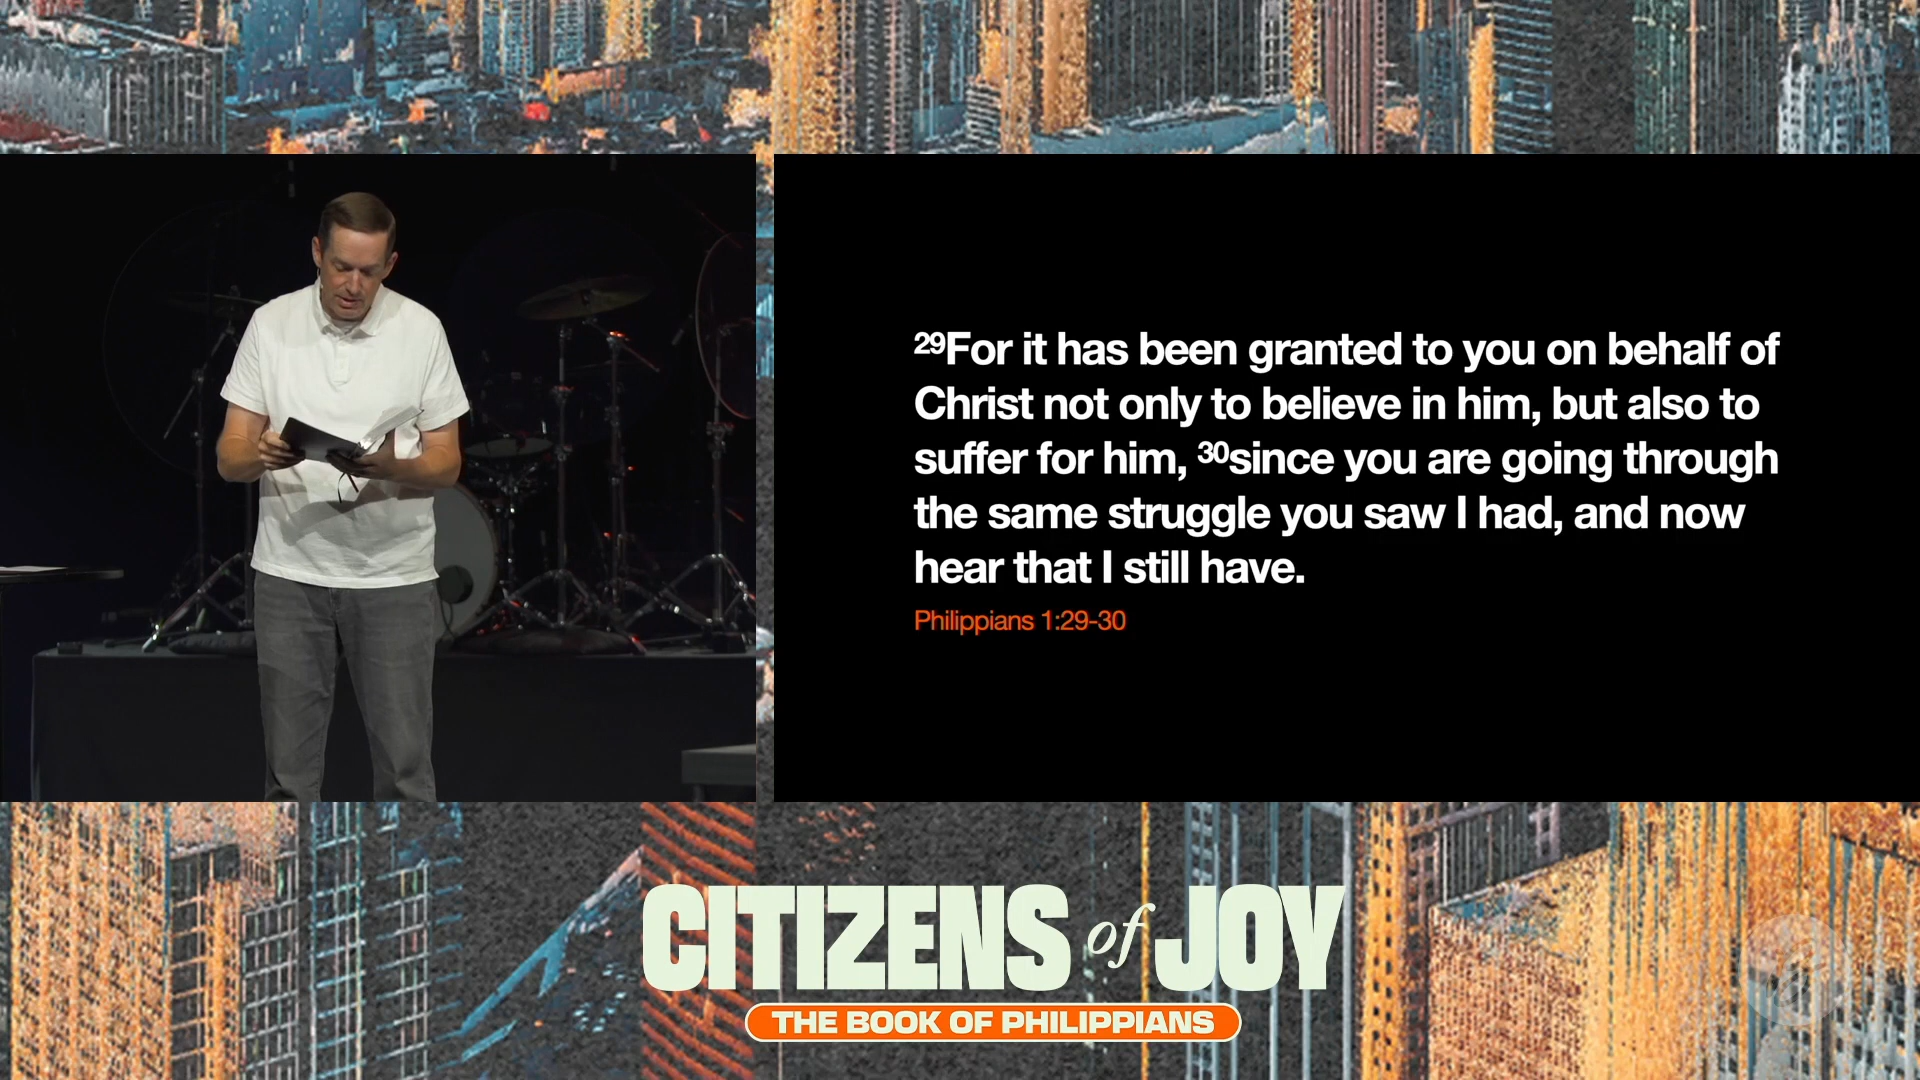 ²⁹For it has been granted to you on behalf of
Christ not only to believe in him, but also to
suffer for him, ³⁰since you are going through
the same struggle you saw I had, and now
hear that I still have.
Philippians 1:29-30
CITIZENS of JOY
THE BOOK OF PHILIPPIANS